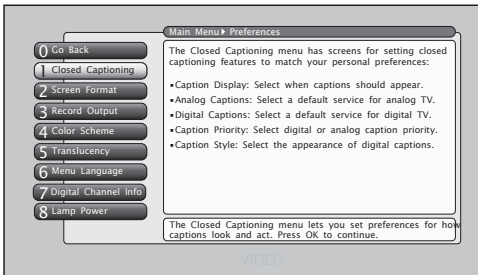 Main Menu ▸ Preferences
0 Go Back
1 Closed Captioning
2 Screen Format
3 Record Output
4 Color Scheme
5 Translucency
6 Menu Language
7 Digital Channel Info
8 Lamp Power
The Closed Captioning menu has screens for setting closed
captioning features to match your personal preferences:
▪Caption Display: Select when captions should appear.
▪Analog Captions: Select a default service for analog TV.
▪Digital Captions: Select a default service for digital TV.
▪Caption Priority: Select digital or analog caption priority.
▪Caption Style: Select the appearance of digital captions.
The Closed Captioning menu lets you set preferences for how
captions look and act. Press OK to continue.
VIDEO